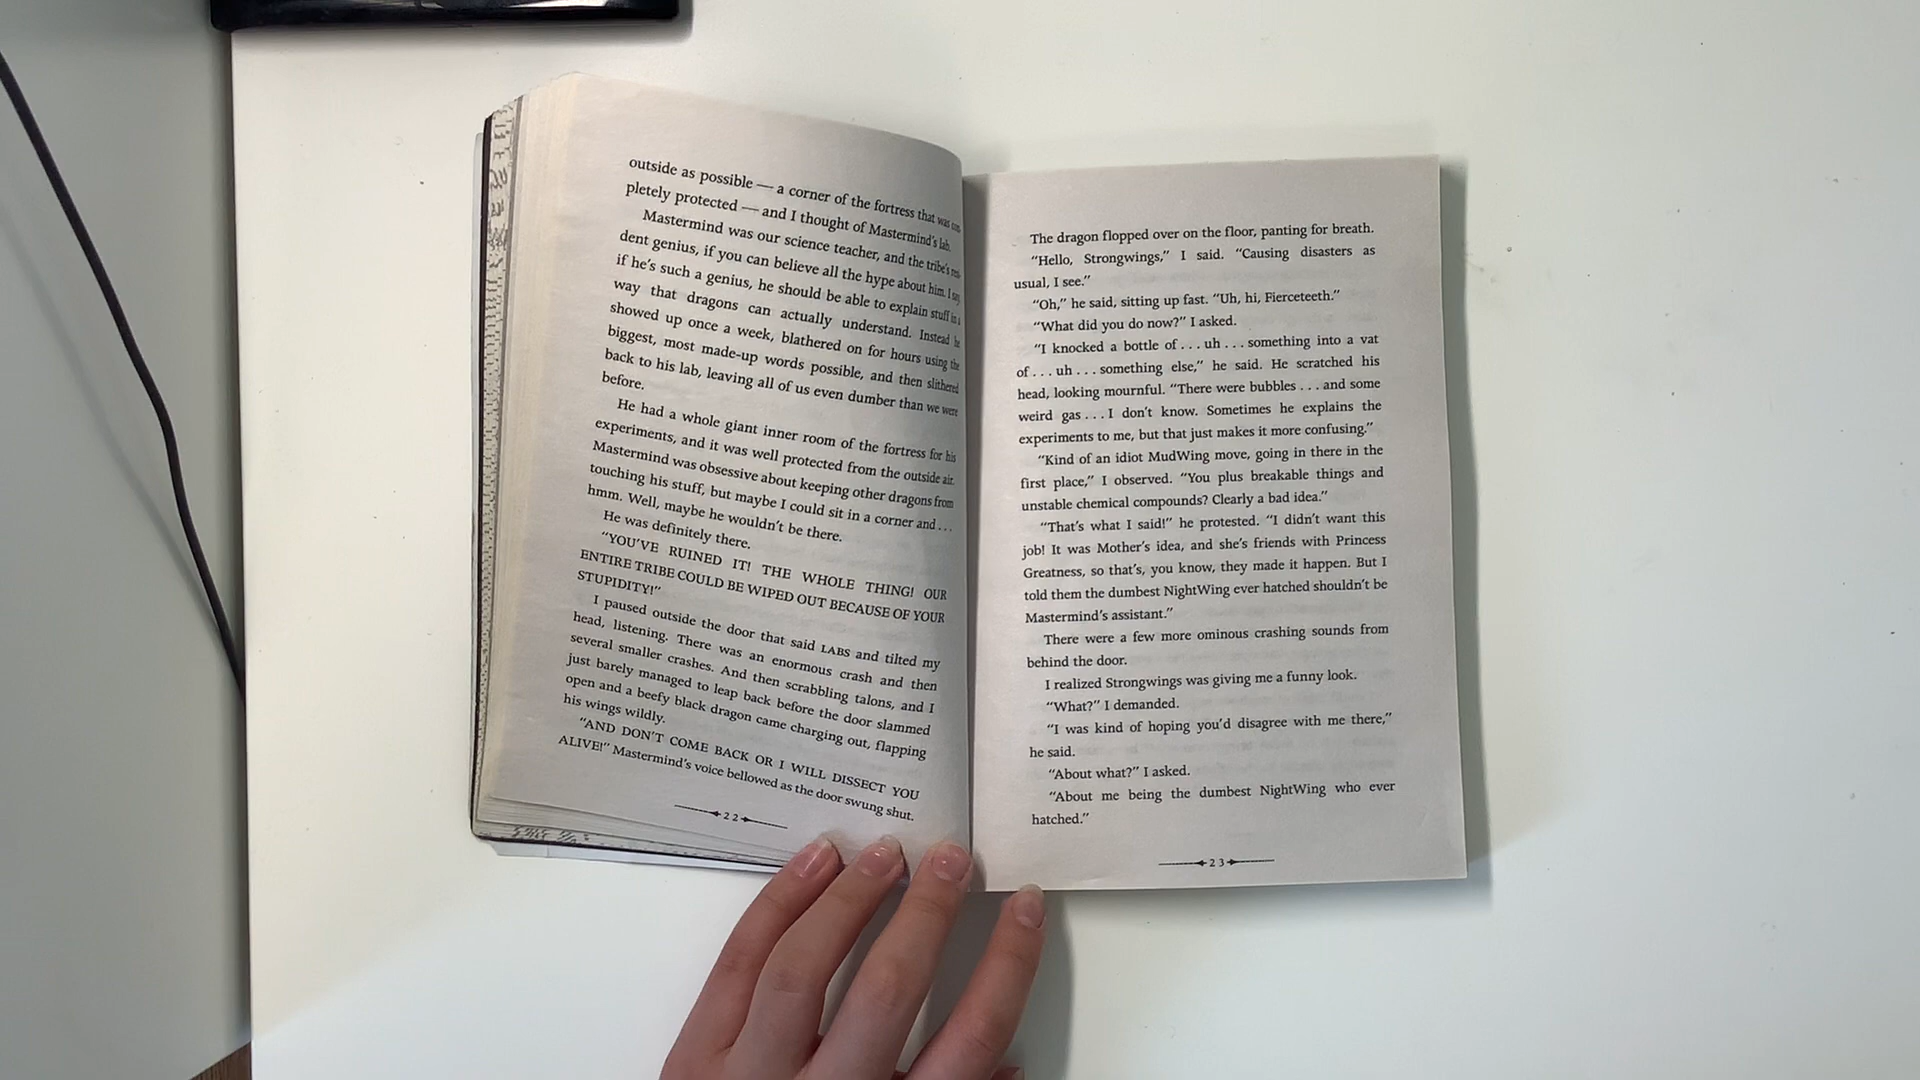 outside as possible — a corner of the fortress that was com-
pletely protected — and I thought of Mastermind's lab.
Mastermind was our science teacher, and the tribe's resi-
dent genius, if you can believe all the hype about him. I say
if he's such a genius, he should be able to explain stuff in a
way that dragons can actually understand. Instead he
showed up once a week, blathered on for hours using the
biggest, most made-up words possible, and then slithered
back to his lab, leaving all of us even dumber than we were
before.
He had a whole giant inner room of the fortress for his
experiments, and it was well protected from the outside air.
Mastermind was obsessive about keeping other dragons from
touching his stuff, but maybe I could sit in a corner and . . .
hmm. Well, maybe he wouldn't be there.
He was definitely there.
"YOU'VE RUINED IT! THE WHOLE THING! OUR
ENTIRE TRIBE COULD BE WIPED OUT BECAUSE OF YOUR
STUPIDITY!"
I paused outside the door that said LABS and tilted my
head, listening. There was an enormous crash and then
several smaller crashes. And then scrabbling talons, and I
just barely managed to leap back before the door slammed
open and a beefy black dragon came charging out, flapping
his wings wildly.
"AND DON'T COME BACK OR I WILL DISSECT YOU
ALIVE!" Mastermind's voice bellowed as the door swung shut.
22
The dragon flopped over on the floor, panting for breath.
"Hello, Strongwings," I said. "Causing disasters as
usual, I see."
"Oh," he said, sitting up fast. "Uh, hi, Fierceteeth."
"What did you do now?" I asked.
"I knocked a bottle of . . . uh . . . something into a vat
of . . . uh . . . something else," he said. He scratched his
head, looking mournful. "There were bubbles . . . and some
weird gas . . . I don't know. Sometimes he explains the
experiments to me, but that just makes it more confusing."
"Kind of an idiot MudWing move, going in there in the
first place," I observed. "You plus breakable things and
unstable chemical compounds? Clearly a bad idea."
"That's what I said!" he protested. "I didn't want this
job! It was Mother's idea, and she's friends with Princess
Greatness, so that's, you know, they made it happen. But I
told them the dumbest NightWing ever hatched shouldn't be
Mastermind's assistant."
There were a few more ominous crashing sounds from
behind the door.
I realized Strongwings was giving me a funny look.
"What?" I demanded.
"I was kind of hoping you'd disagree with me there,"
he said.
"About what?" I asked.
"About me being the dumbest NightWing who ever
hatched."
23